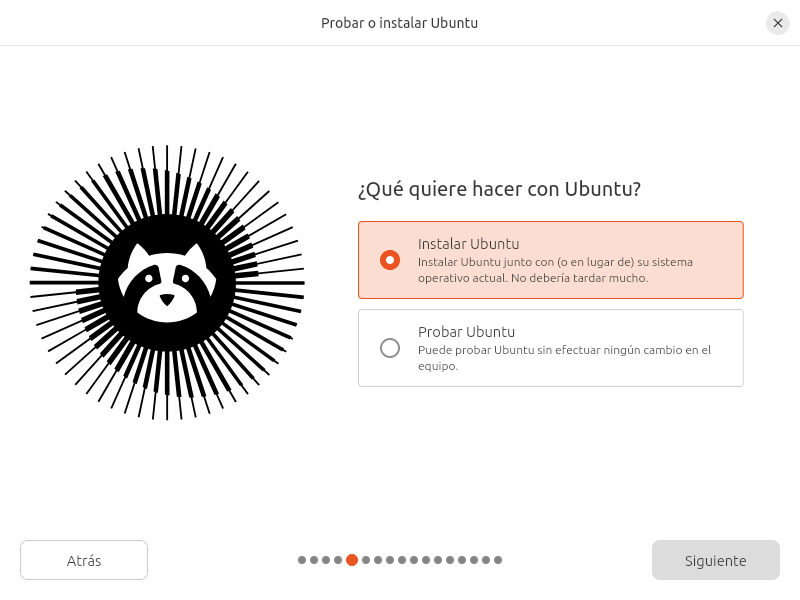 Probar o instalar Ubuntu
¿Qué quiere hacer con Ubuntu?
Instalar Ubuntu
Instalar Ubuntu junto con (o en lugar de) su sistema
operativo actual. No debería tardar mucho.
Probar Ubuntu
Puede probar Ubuntu sin efectuar ningún cambio en el
equipo.
Atrás
Siguiente